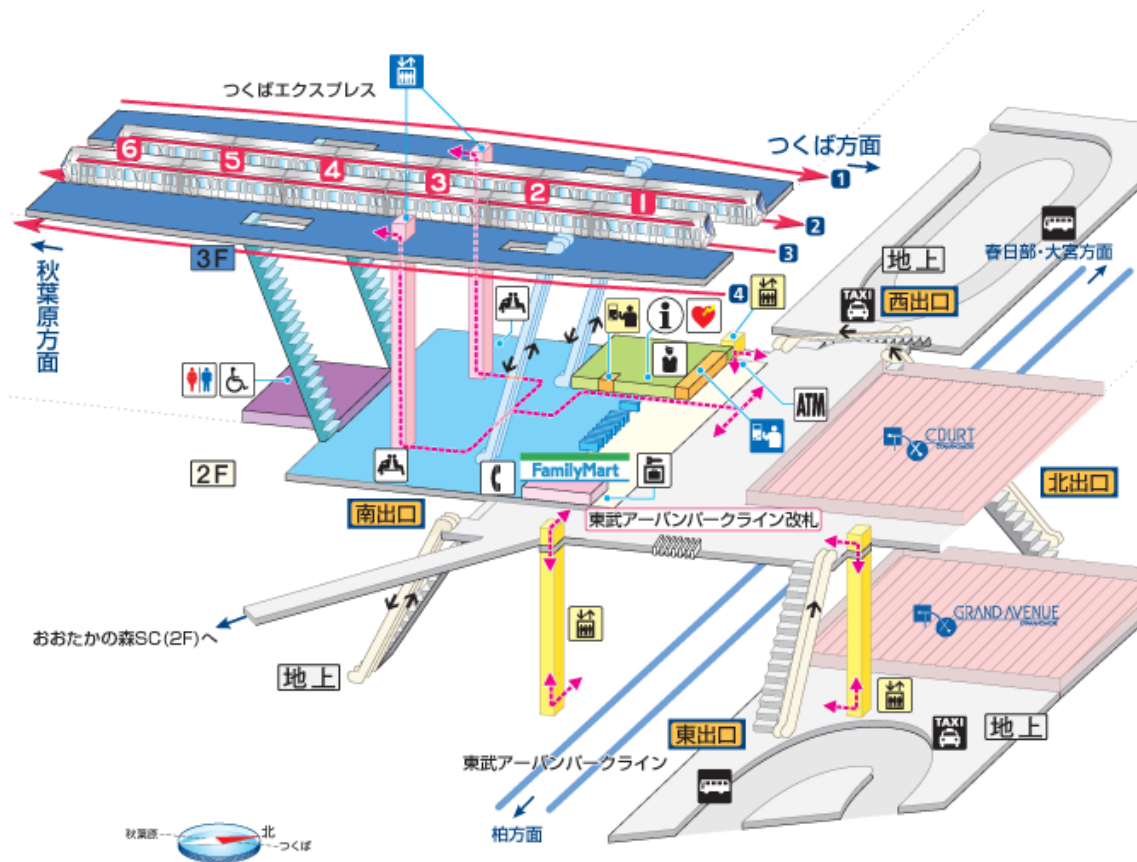 つくばエクスプレス
つくば方面
6
5
4
3
2
1
1
2
3
4
秋葉原方面
3F
2F
地上
春日部・大宮方面
TAXI
西出口
ATM
COURT
北出口
FamilyMart
南出口
東武アーバンパークライン改札
GRAND AVENUE
おおたかの森SC(2F)へ
地上
東出口
TAXI
地上
東武アーバンパークライン
柏方面
秋葉原
北
つくば